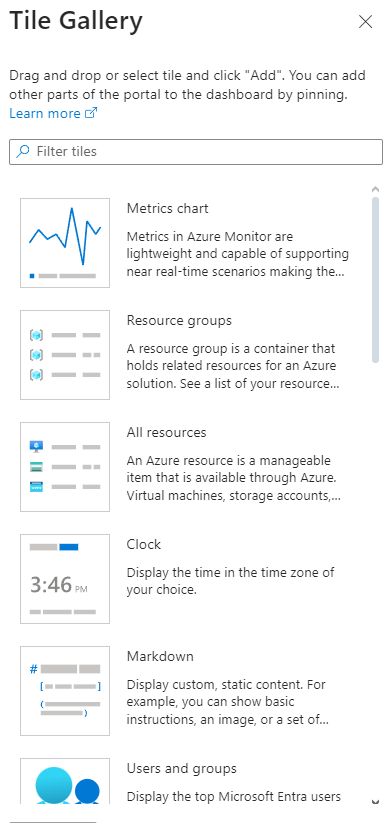 Tile Gallery
Drag and drop or select tile and click "Add". You can add
other parts of the portal to the dashboard by pinning.
Learn more
Filter tiles
Metrics chart
Metrics in Azure Monitor are
lightweight and capable of supporting
near real-time scenarios making the...
Resource groups
A resource group is a container that
holds related resources for an Azure
solution. See a list of your resource...
All resources
An Azure resource is a manageable
item that is available through Azure.
Virtual machines, storage accounts,...
Clock
3:46 PM
Display the time in the time zone of
your choice.
Markdown
#
[ ]
( )
Display custom, static content. For
example, you can show basic
instructions, an image, or a set of...
Users and groups
Display the top Microsoft Entra users